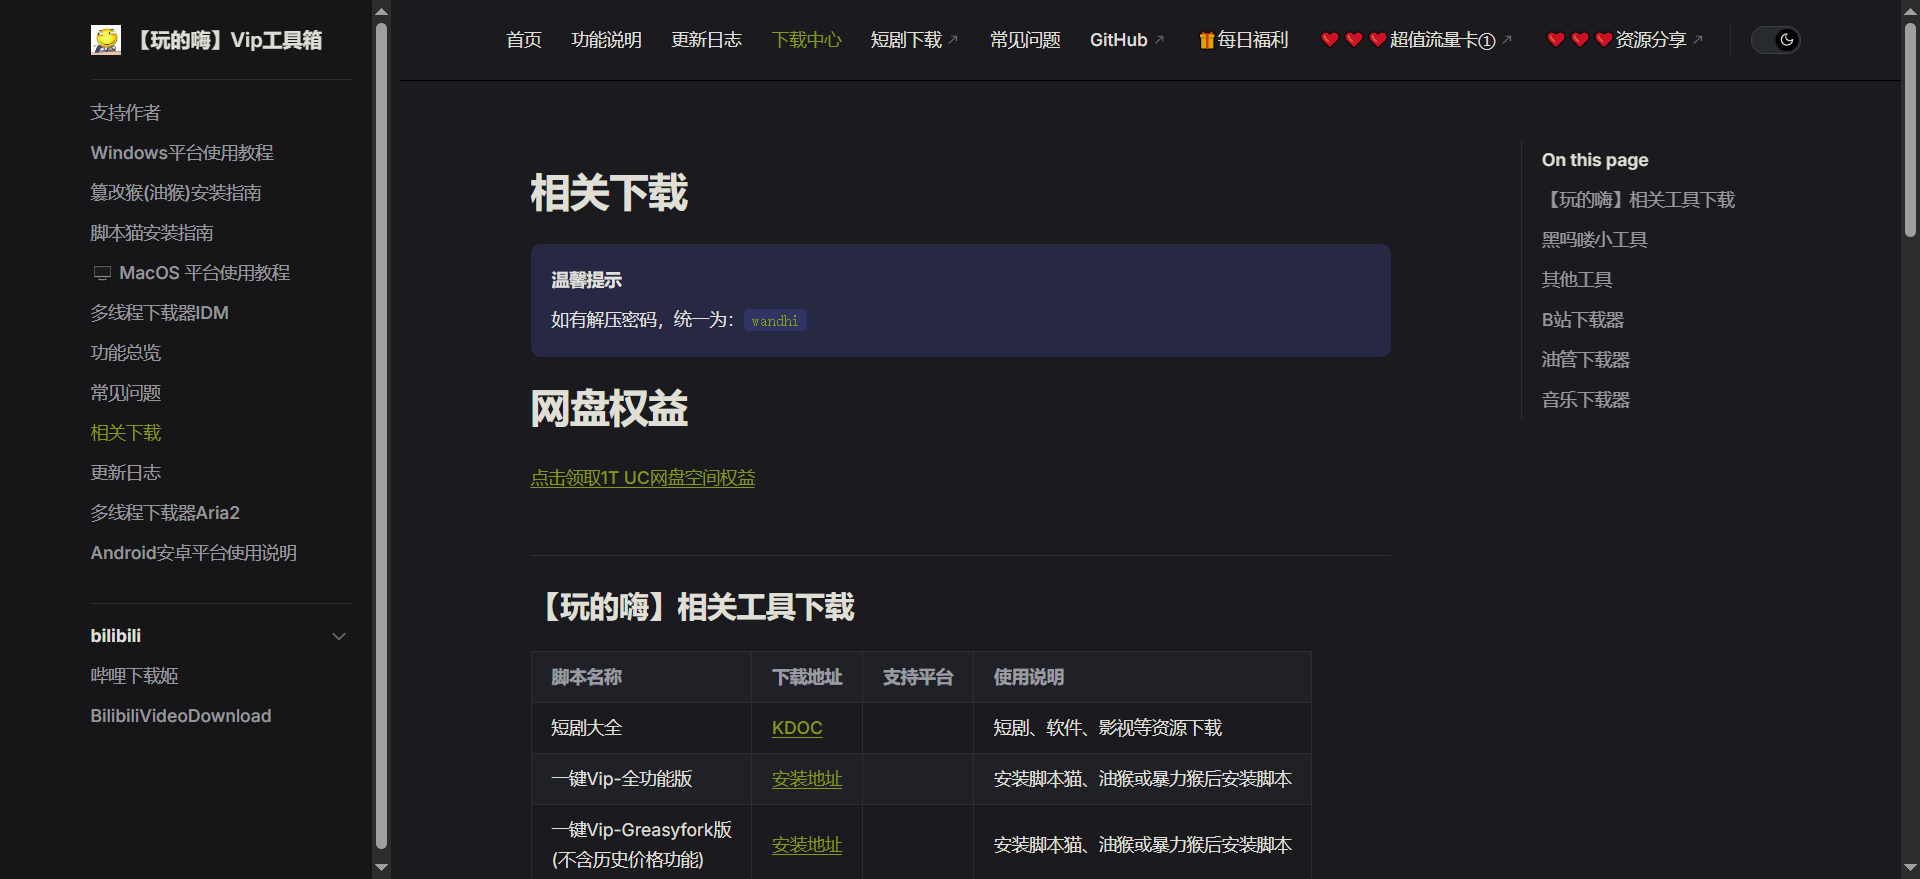 【玩的嗨】Vip工具箱
首页
功能说明
更新日志
下载中心
短剧下载
常见问题
GitHub
每日福利
超值流量卡①
资源分享
支持作者
Windows平台使用教程
篡改猴(油猴)安装指南
脚本猫安装指南
MacOS 平台使用教程
多线程下载器IDM
功能总览
常见问题
相关下载
更新日志
多线程下载器Aria2
Android安卓平台使用说明
bilibili
哔哩下载姬
BilibiliVideoDownload
相关下载
温馨提示
如有解压密码，统一为： wandhi
网盘权益
点击领取1T UC网盘空间权益
【玩的嗨】相关工具下载
脚本名称 下载地址 支持平台 使用说明
短剧大全 KDOC 短剧、软件、影视等资源下载
一键Vip-全功能版 安装地址 安装脚本猫、油猴或暴力猴后安装脚本
一键Vip-Greasyfork版
(不含历史价格功能) 安装地址 安装脚本猫、油猴或暴力猴后安装脚本
On this page
【玩的嗨】相关工具下载
黑吗喽小工具
其他工具
B站下载器
油管下载器
音乐下载器